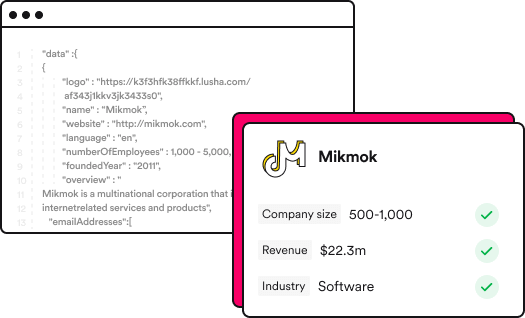 1 "data" :{
2 {
3 "logo" : "https://k3f3hfk38ffkkf.lusha.com/
4 af343j1kkv3jk3433s0",
5 "name" : "Mikmok",
6 "website" : "http://mikmok.com",
7 "language" : "en",
8 "numberOfEmployees" : 1,000 - 5,000,
9 "foundedYear" : "2011",
10 "overview" : "
11 Mikmok is a multinational corporation that i
12 internetrelated services and products",
13 "emailAddresses":[
Mikmok
Company size 500-1,000
Revenue $22.3m
Industry Software